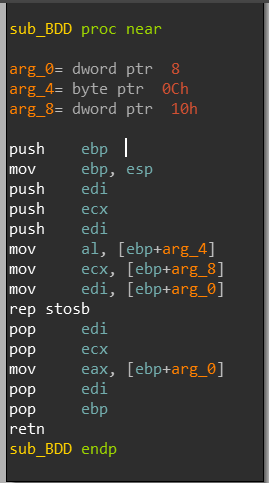 sub_BDD proc near
arg_0= dword ptr  8
arg_4= byte ptr  0Ch
arg_8= dword ptr  10h
push    ebp
mov     ebp, esp
push    edi
push    ecx
push    edi
mov     al, [ebp+arg_4]
mov     ecx, [ebp+arg_8]
mov     edi, [ebp+arg_0]
rep stosb
pop     edi
pop     ecx
mov     eax, [ebp+arg_0]
pop     edi
pop     ebp
retn
sub_BDD endp